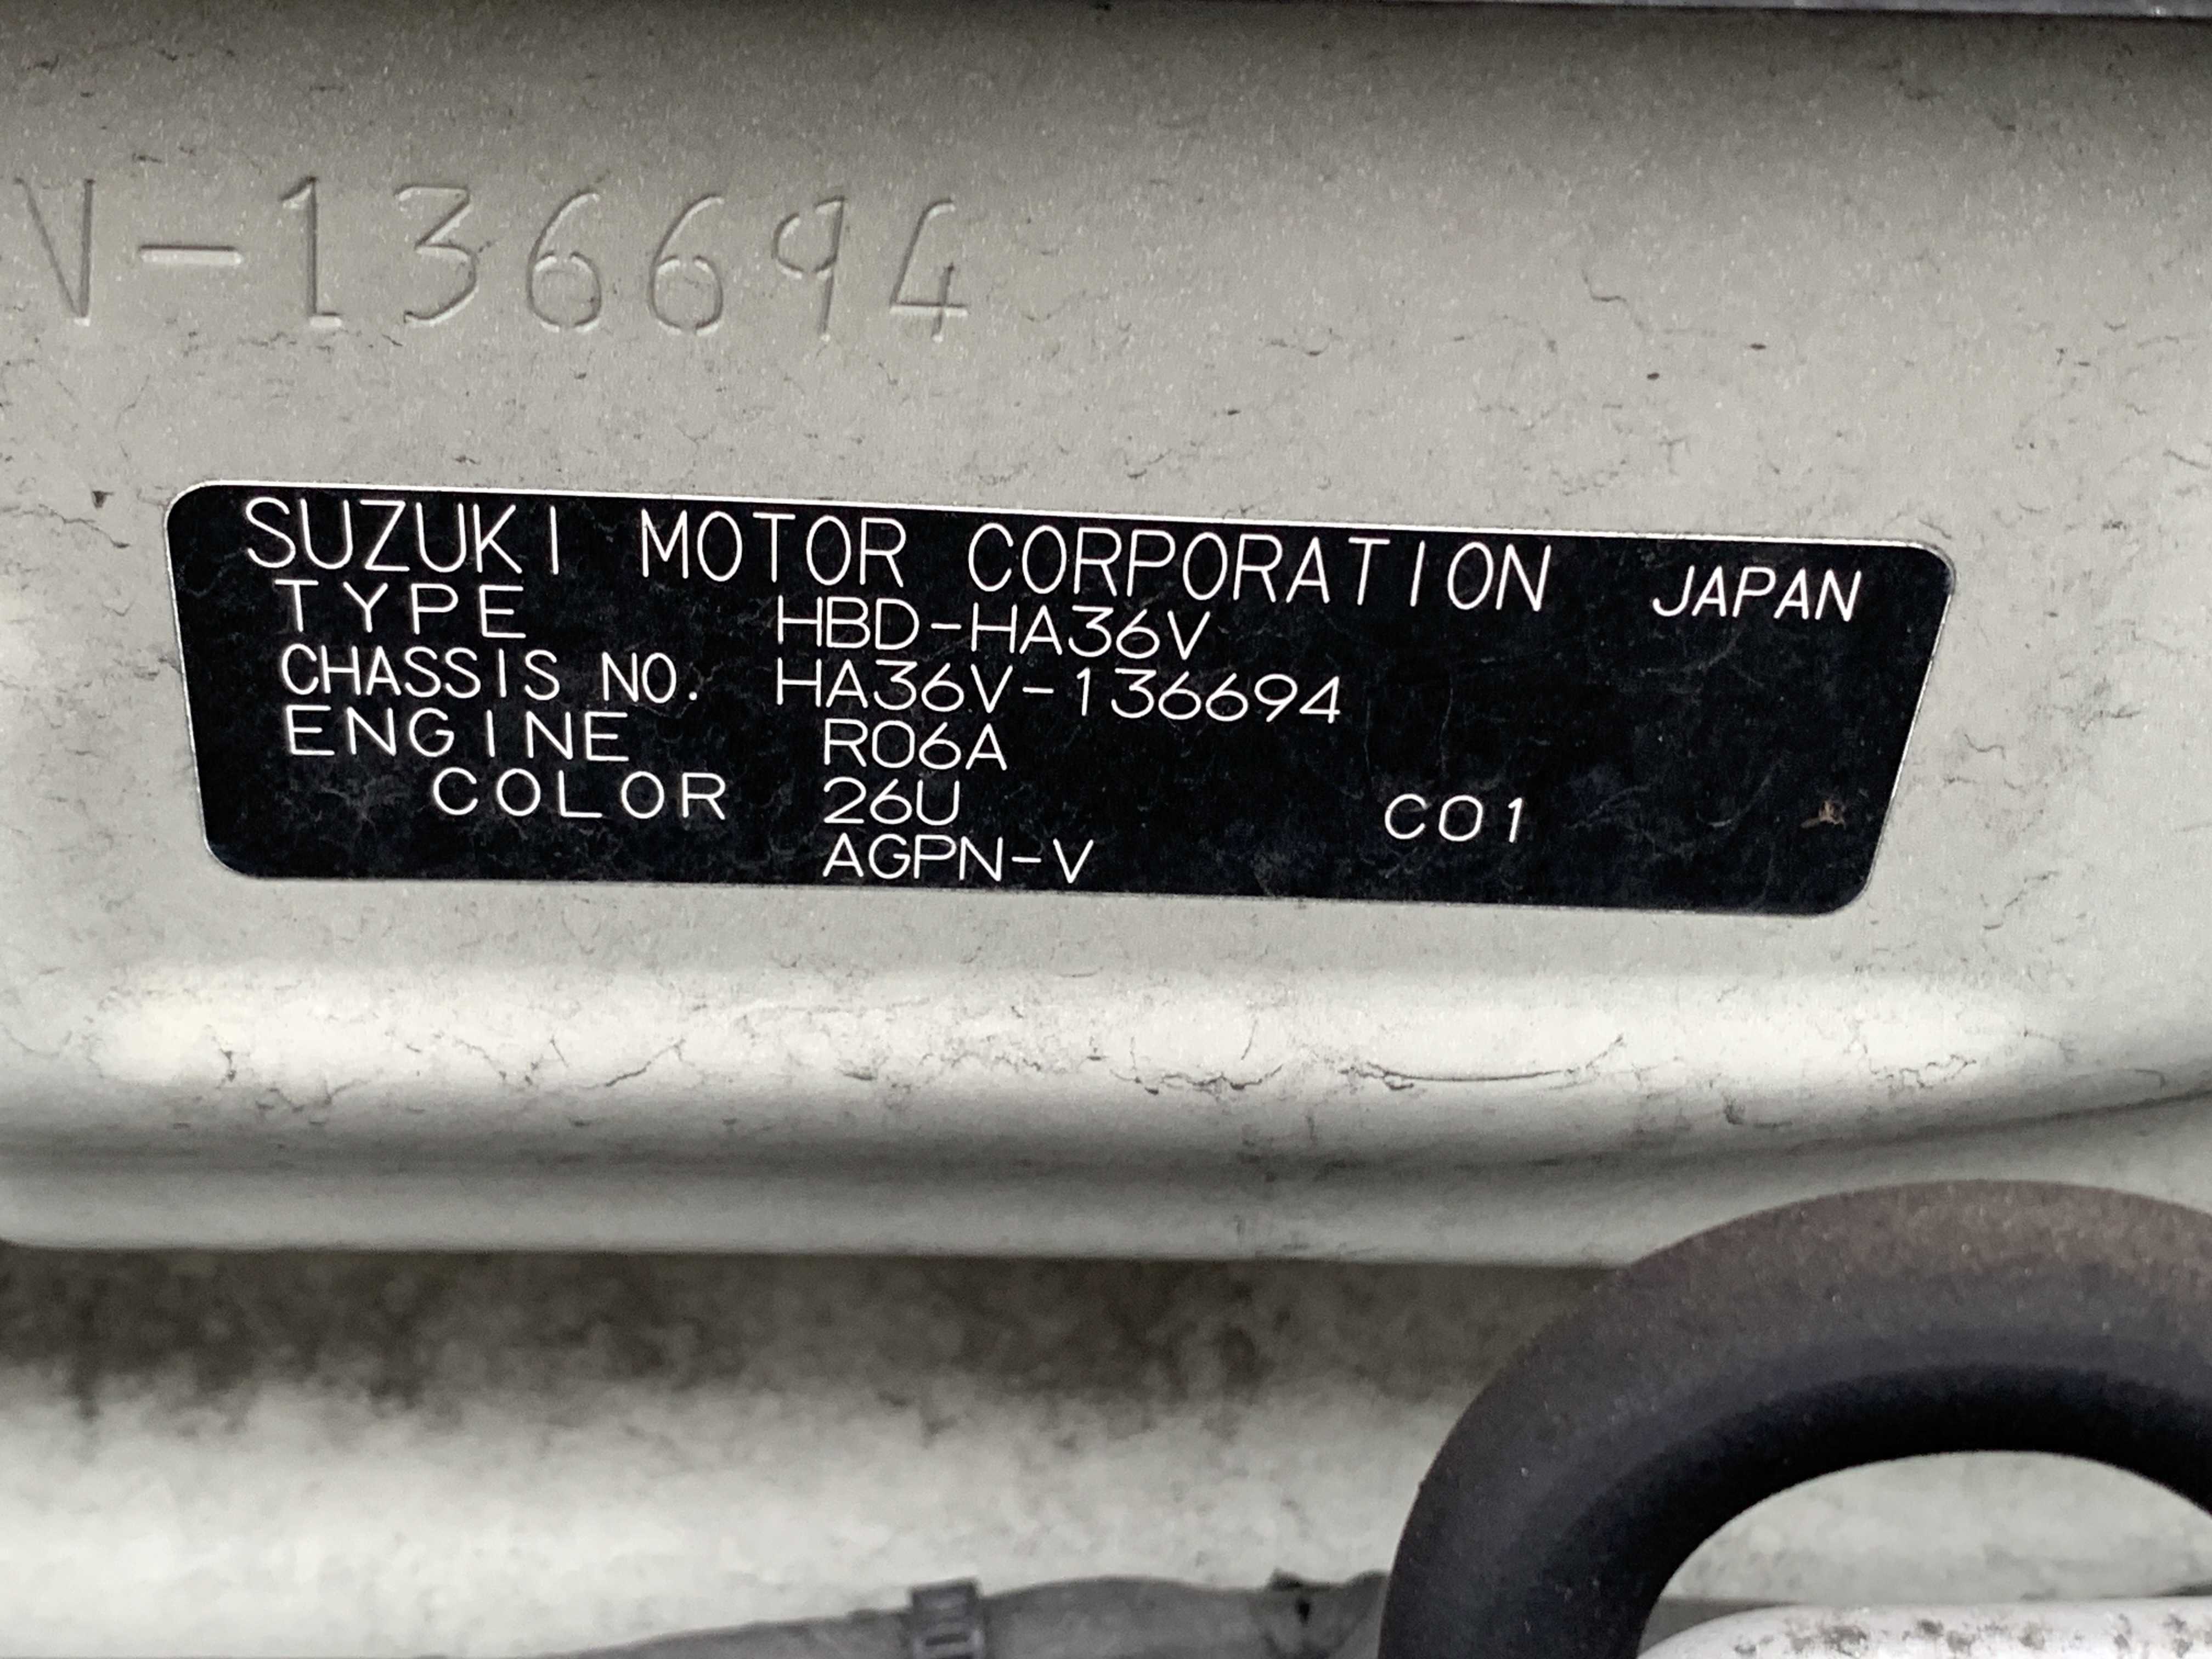 V-136694
SUZUKI MOTOR CORPORATION JAPAN
TYPE HBD-HA36V
CHASSIS NO. HA36V-136694
ENGINE R06A
COLOR 26U C01
AGPN-V